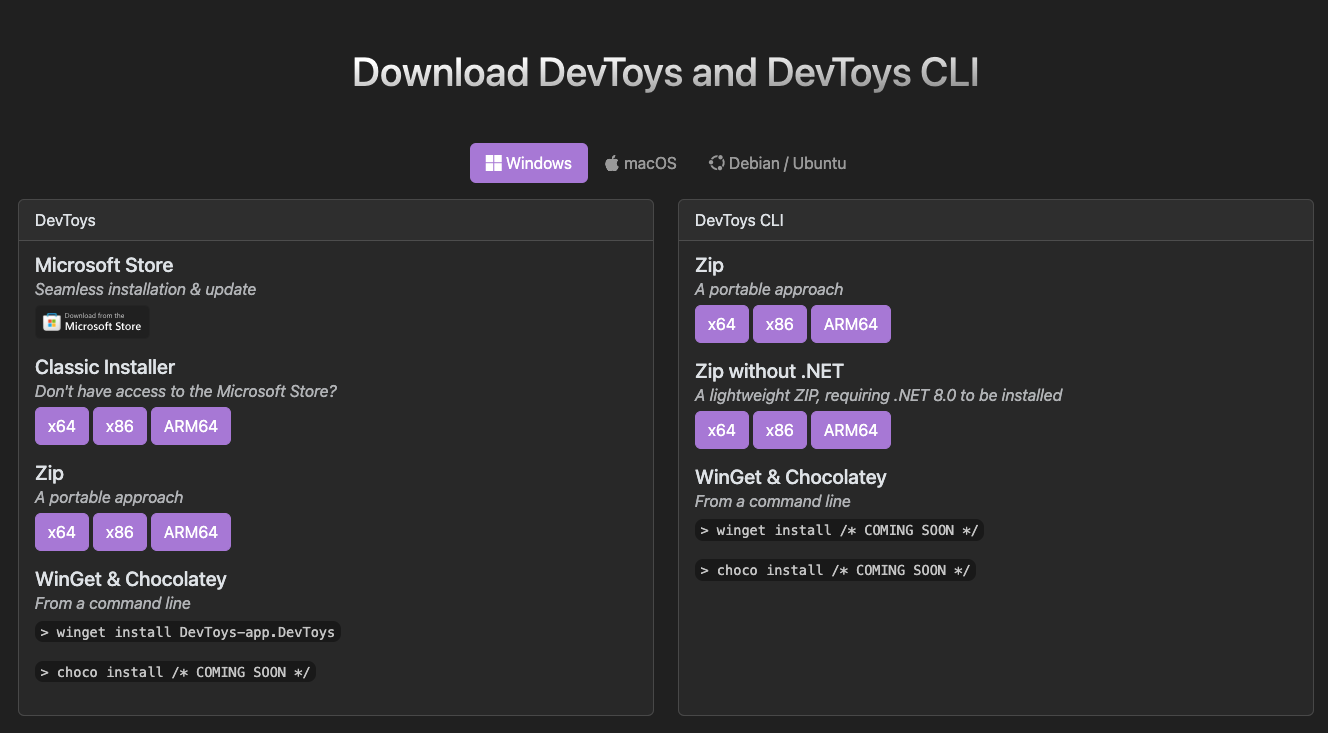 Download DevToys and DevToys CLI
Windows
macOS
Debian / Ubuntu
DevToys
Microsoft Store
Seamless installation & update
Download from the
Microsoft Store
Classic Installer
Don't have access to the Microsoft Store?
x64 x86 ARM64
Zip
A portable approach
x64 x86 ARM64
WinGet & Chocolatey
From a command line
> winget install DevToys-app.DevToys
> choco install /* COMING SOON */
DevToys CLI
Zip
A portable approach
x64 x86 ARM64
Zip without .NET
A lightweight ZIP, requiring .NET 8.0 to be installed
x64 x86 ARM64
WinGet & Chocolatey
From a command line
> winget install /* COMING SOON */
> choco install /* COMING SOON */